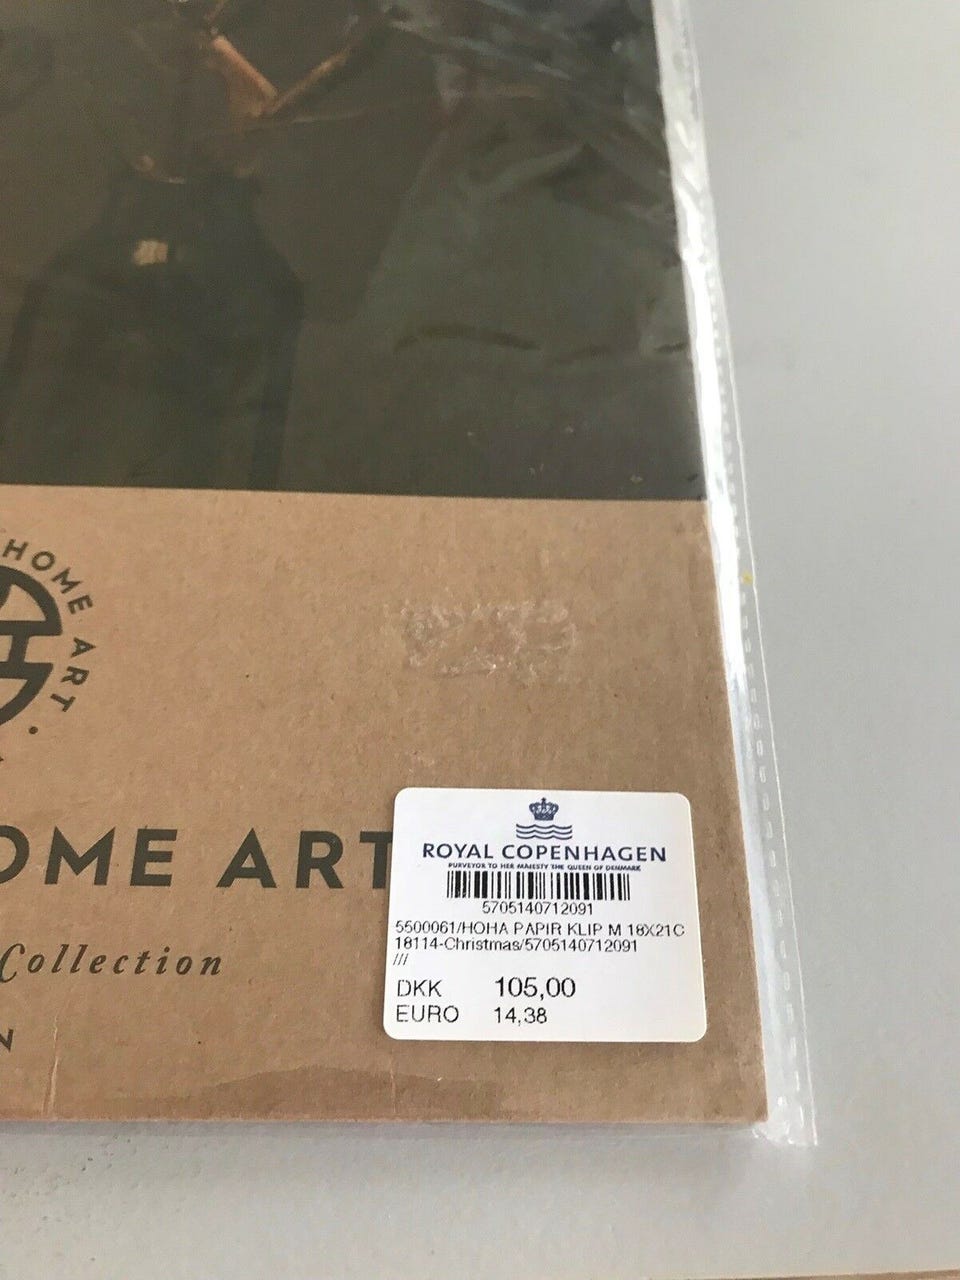 HOME ART.
OME ART
Collection
N
ROYAL COPENHAGEN
PURVEYOR TO HER MAJESTY THE QUEEN OF DENMARK
5705140712091
5500061/HOHA PAPIR KLIP M 18X21C
18114-Christmas/5705140712091
///
DKK 105,00
EURO 14,38